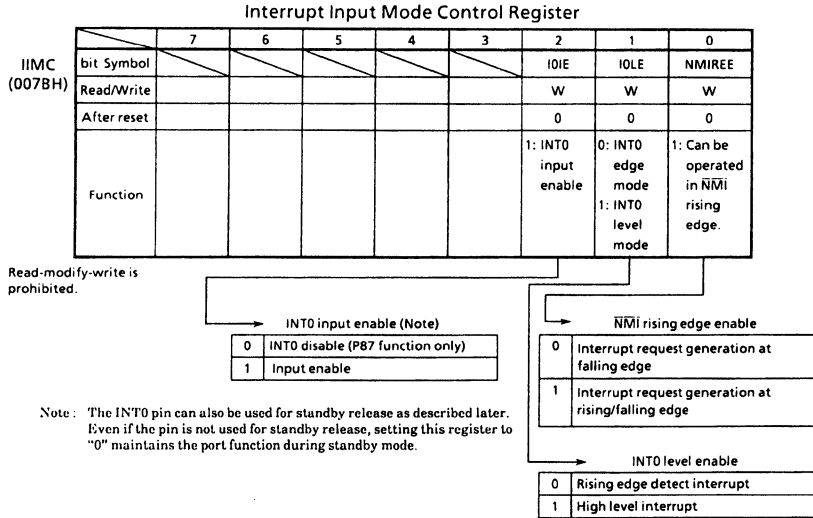 Interrupt Input Mode Control Register
7 6 5 4 3 2 1 0
IIMC
(007BH)
bit Symbol I0IE I0LE NMIREE
Read/Write W W W
After reset 0 0 0
Function
1: INT0 input enable
0: INT0 edge mode
1: INT0 level mode
1: Can be operated in N̅M̅I̅ rising edge.
Read-modify-write is
prohibited.
INT0 input enable (Note)
0 INT0 disable (P87 function only)
1 Input enable
N̅M̅I̅ rising edge enable
0 Interrupt request generation at
falling edge
1 Interrupt request generation at
rising/falling edge
Note : The INT0 pin can also be used for standby release as described later.
Even if the pin is not used for standby release, setting this register to
"0" maintains the port function during standby mode.
INT0 level enable
0 Rising edge detect interrupt
1 High level interrupt